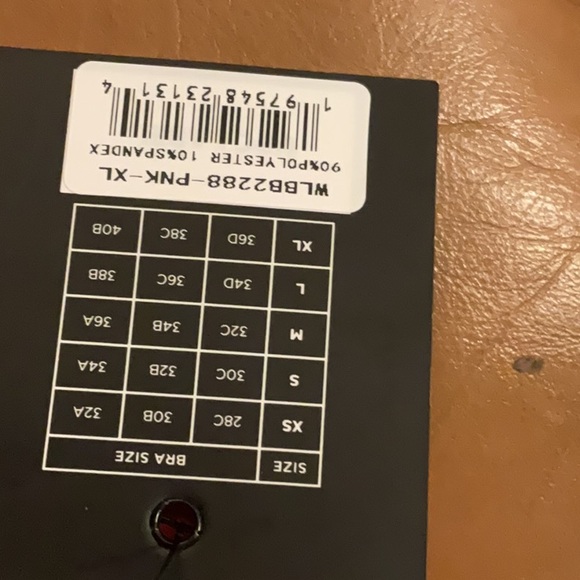 SIZE BRA SIZE
XS 28C 30B 32A
S 30C 32B 34A
M 32C 34B 36A
L 34D 36C 38B
XL 36D 38C 40B
WLBB2288-PNK-XL
90%POLYESTER 10%SPANDEX
1 97548 23131 4